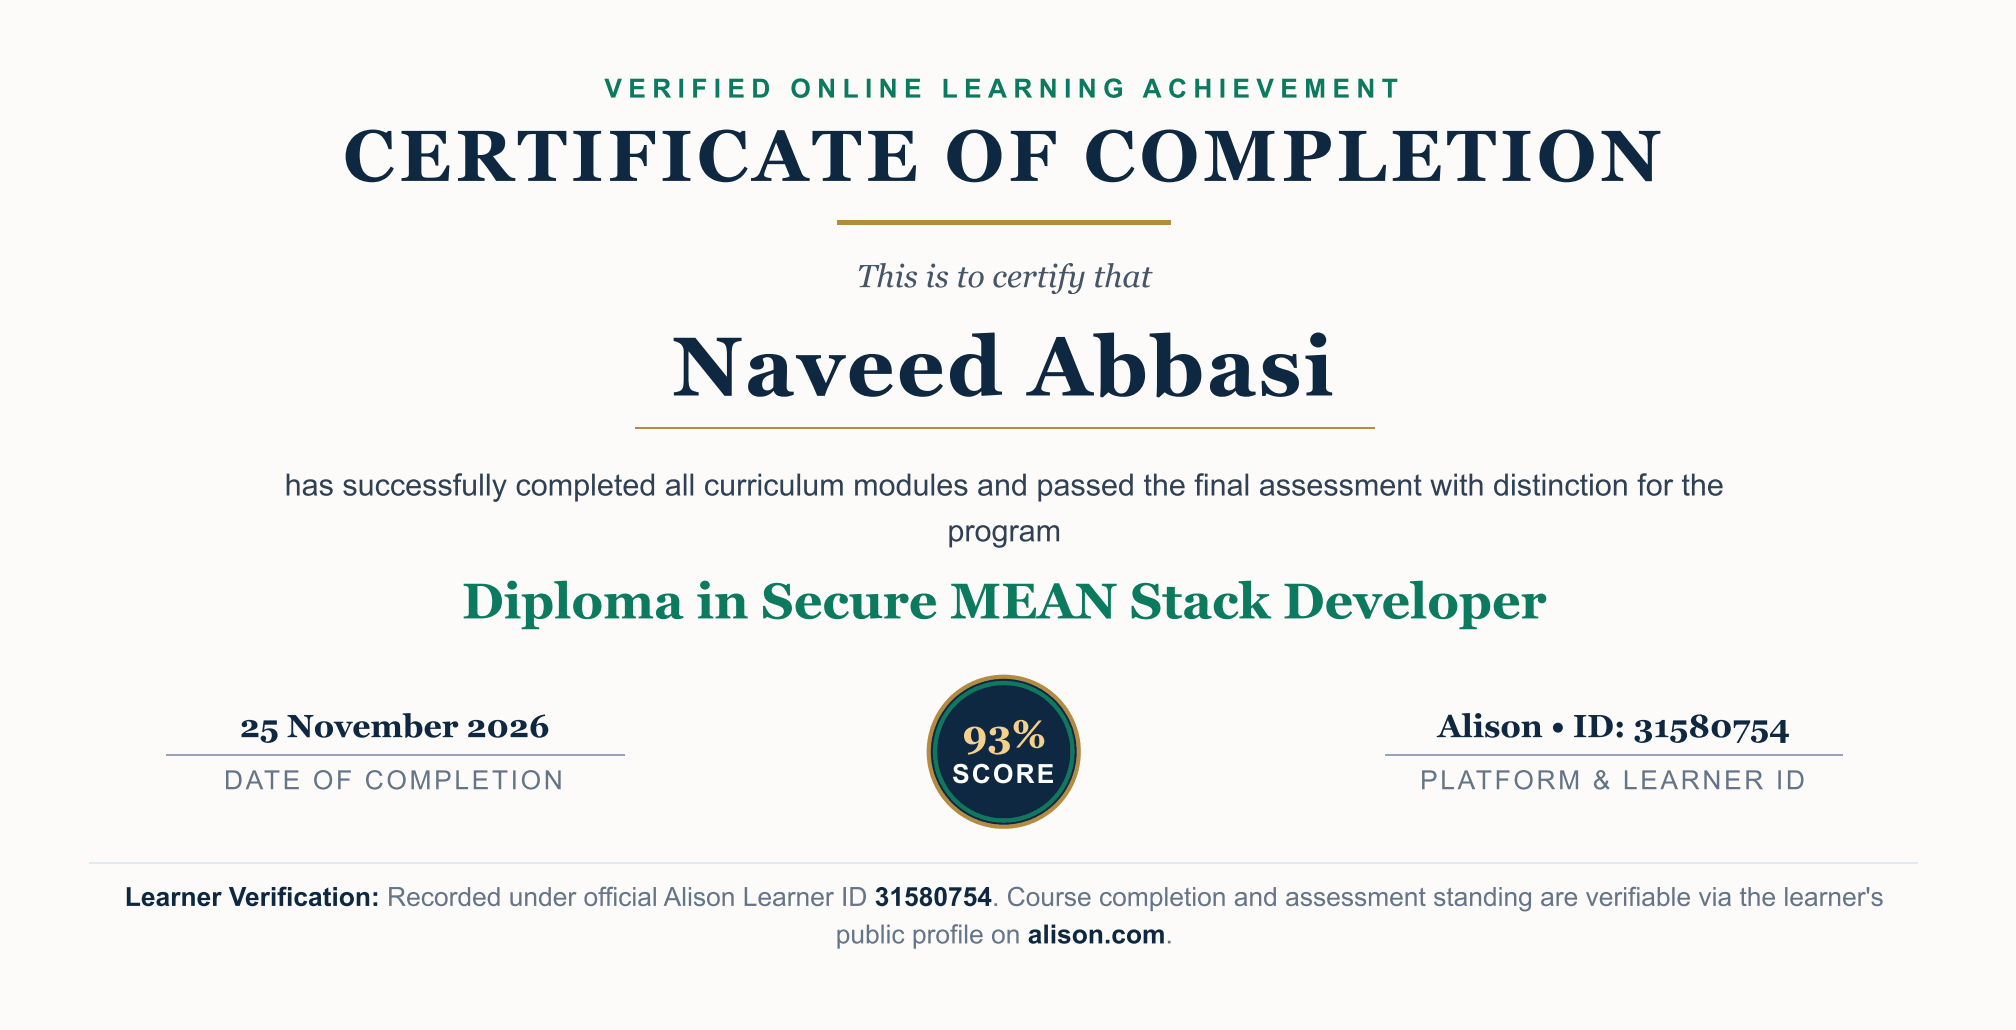 VERIFIED ONLINE LEARNING ACHIEVEMENT
CERTIFICATE OF COMPLETION
This is to certify that
Naveed Abbasi
has successfully completed all curriculum modules and passed the final assessment with distinction for the
program
Diploma in Secure MEAN Stack Developer
25 November 2026
DATE OF COMPLETION
93%
SCORE
Alison • ID: 31580754
PLATFORM & LEARNER ID
Learner Verification: Recorded under official Alison Learner ID 31580754. Course completion and assessment standing are verifiable via the learner's
public profile on alison.com.